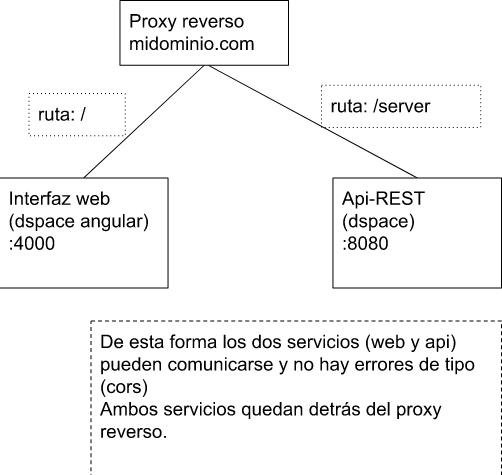 Proxy reverso
midominio.com
ruta: /
ruta: /server
Interfaz web
(dspace angular)
:4000
Api-REST
(dspace)
:8080
De esta forma los dos servicios (web y api)
pueden comunicarse y no hay errores de tipo
(cors)
Ambos servicios quedan detrás del proxy
reverso.